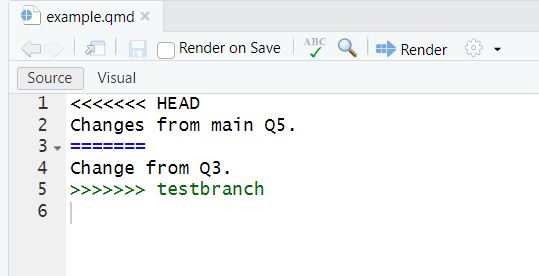 example.qmd ×
Render on Save ABC Render
Source Visual
1 <<<<<<< HEAD
2 Changes from main Q5.
3 =======
4 Change from Q3.
5 >>>>>>> testbranch
6